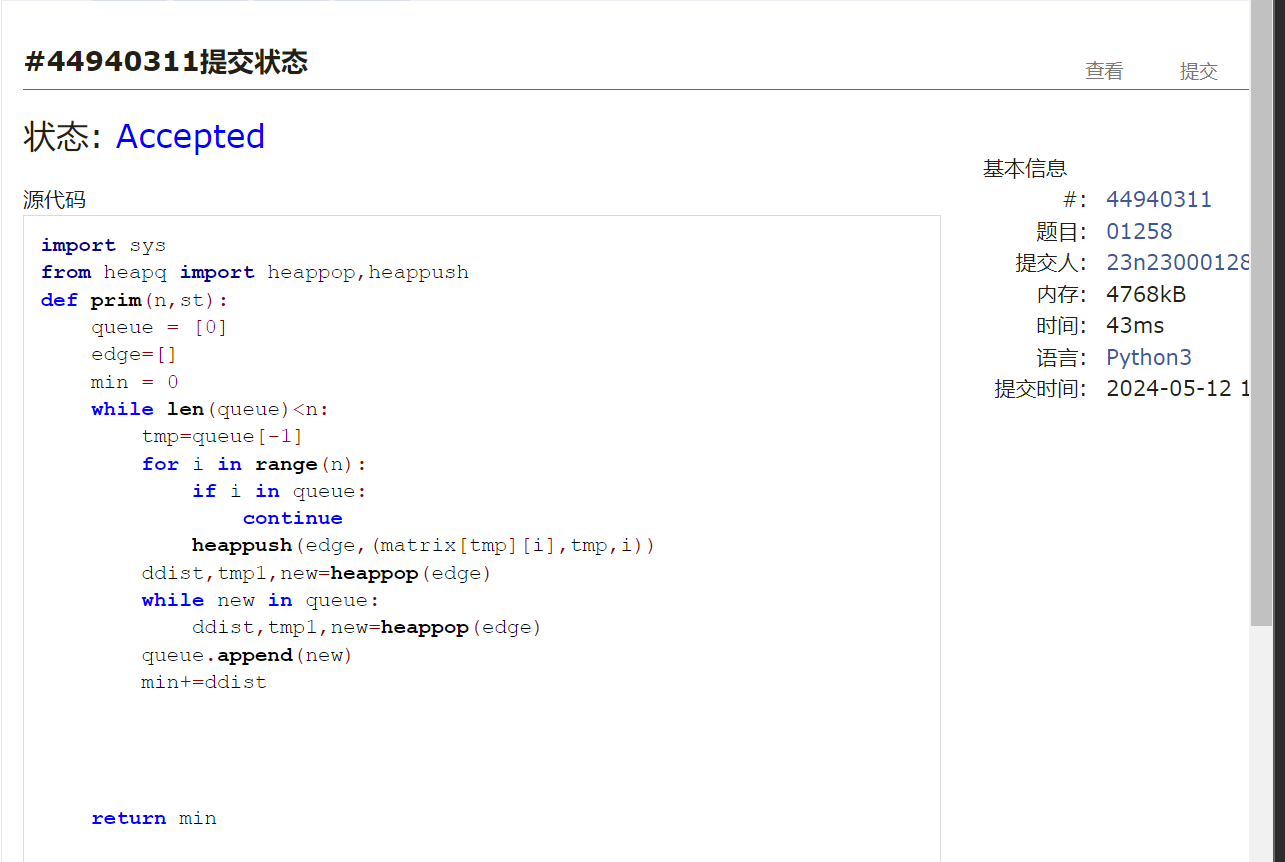 #44940311提交状态
查看 提交
状态: Accepted
基本信息
#: 44940311
题目: 01258
提交人: 23n23000128
内存: 4768kB
时间: 43ms
语言: Python3
提交时间: 2024-05-12 1
源代码
import sys
from heapq import heappop,heappush
def prim(n,st):
    queue = [0]
    edge=[]
    min = 0
    while len(queue)<n:
        tmp=queue[-1]
        for i in range(n):
            if i in queue:
                continue
            heappush(edge,(matrix[tmp][i],tmp,i))
        ddist,tmp1,new=heappop(edge)
        while new in queue:
            ddist,tmp1,new=heappop(edge)
        queue.append(new)
        min+=ddist
    return min